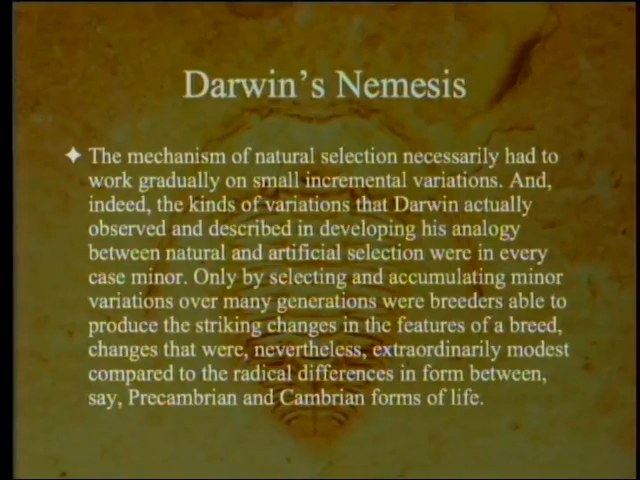 Darwin's Nemesis
The mechanism of natural selection necessarily had to
work gradually on small incremental variations. And,
indeed, the kinds of variations that Darwin actually
observed and described in developing his analogy
between natural and artificial selection were in every
case minor. Only by selecting and accumulating minor
variations over many generations were breeders able to
produce the striking changes in the features of a breed,
changes that were, nevertheless, extraordinarily modest
compared to the radical differences in form between,
say, Precambrian and Cambrian forms of life.